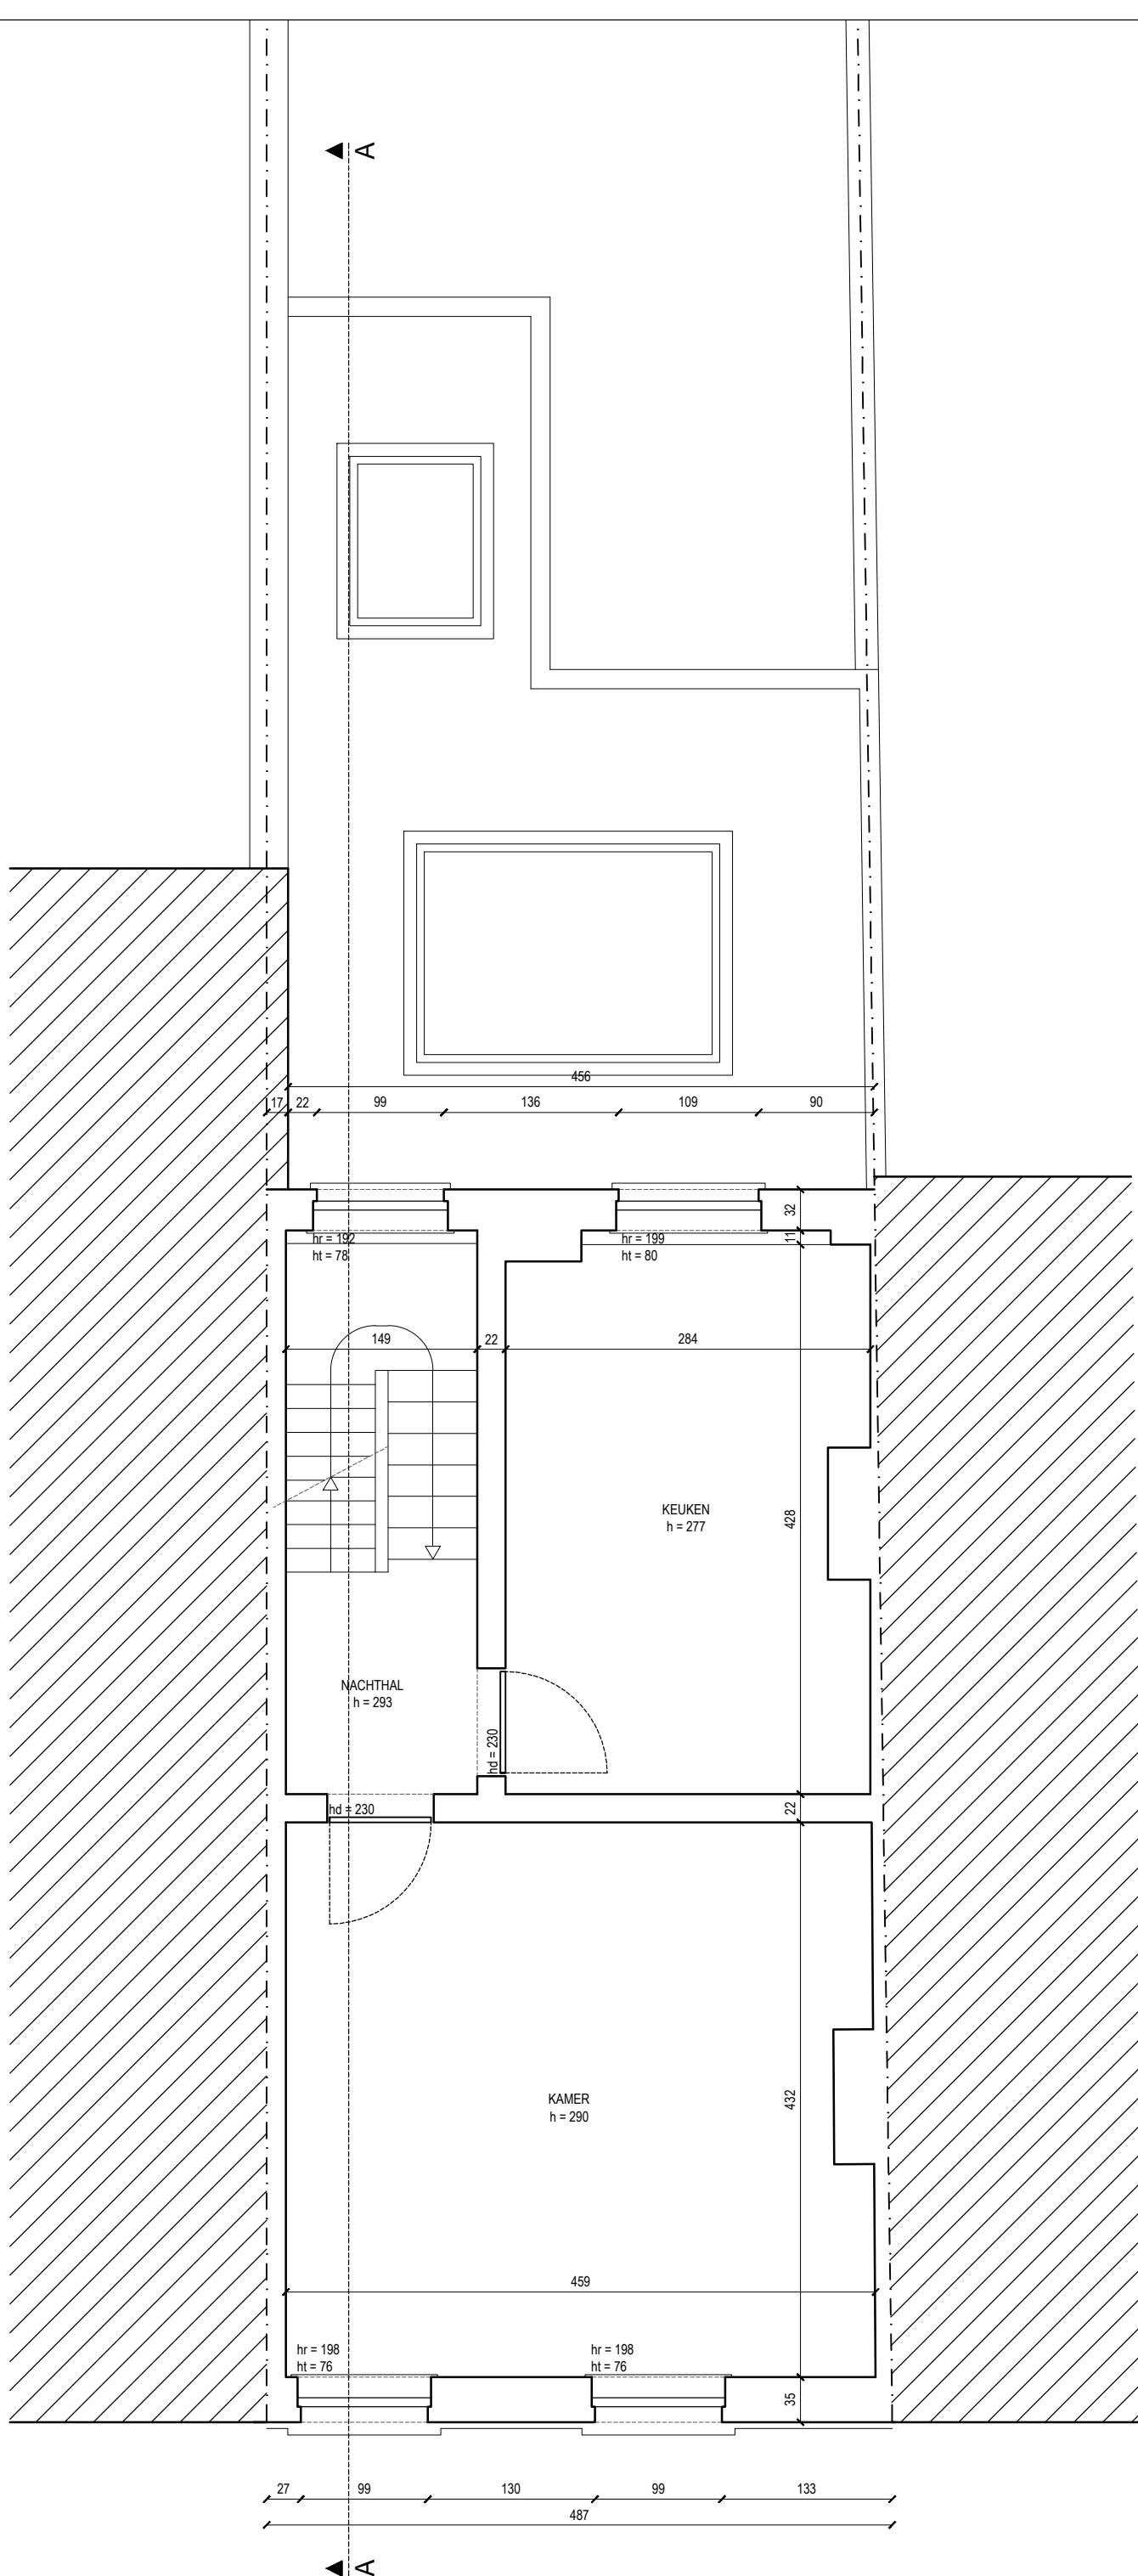 A
456
17 22 99 136 109 90
32
11
hr = 192
ht = 78
hr = 199
ht = 80
149 22 284
KEUKEN
h = 277
428
NACHTHAL
h = 293
hd = 230
hd = 230
22
KAMER
h = 290
432
459
hr = 198
ht = 76
hr = 198
ht = 76
35
27 99 130 99 133
487
A